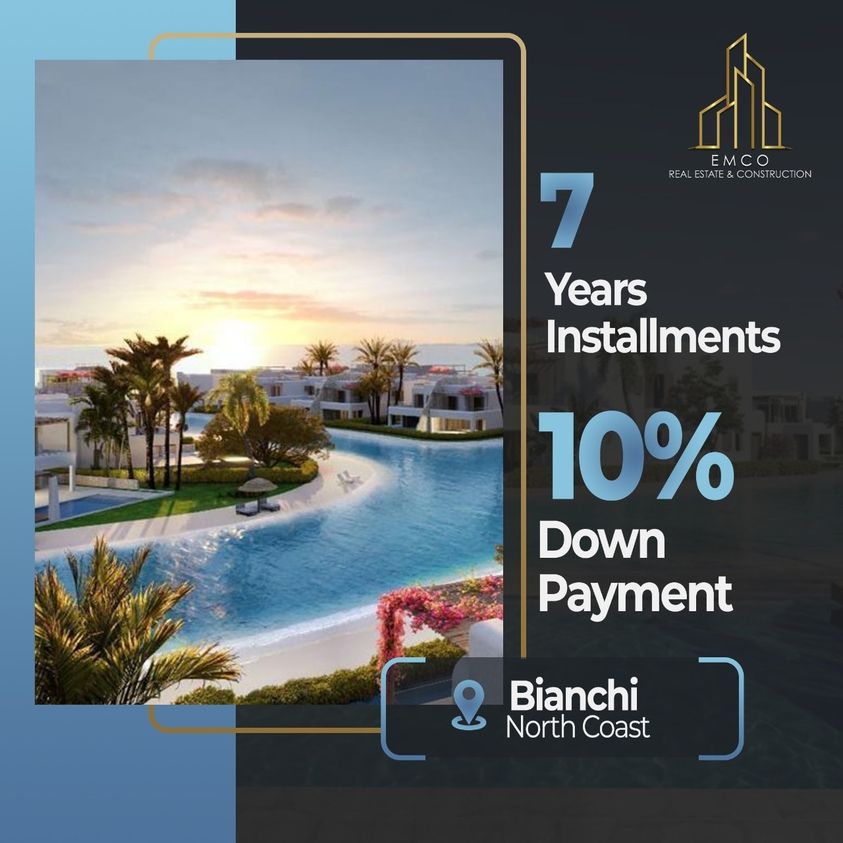 EMCO
REAL ESTATE & CONSTRUCTION
7
Years
Installments
10%
Down
Payment
Bianchi
North Coast